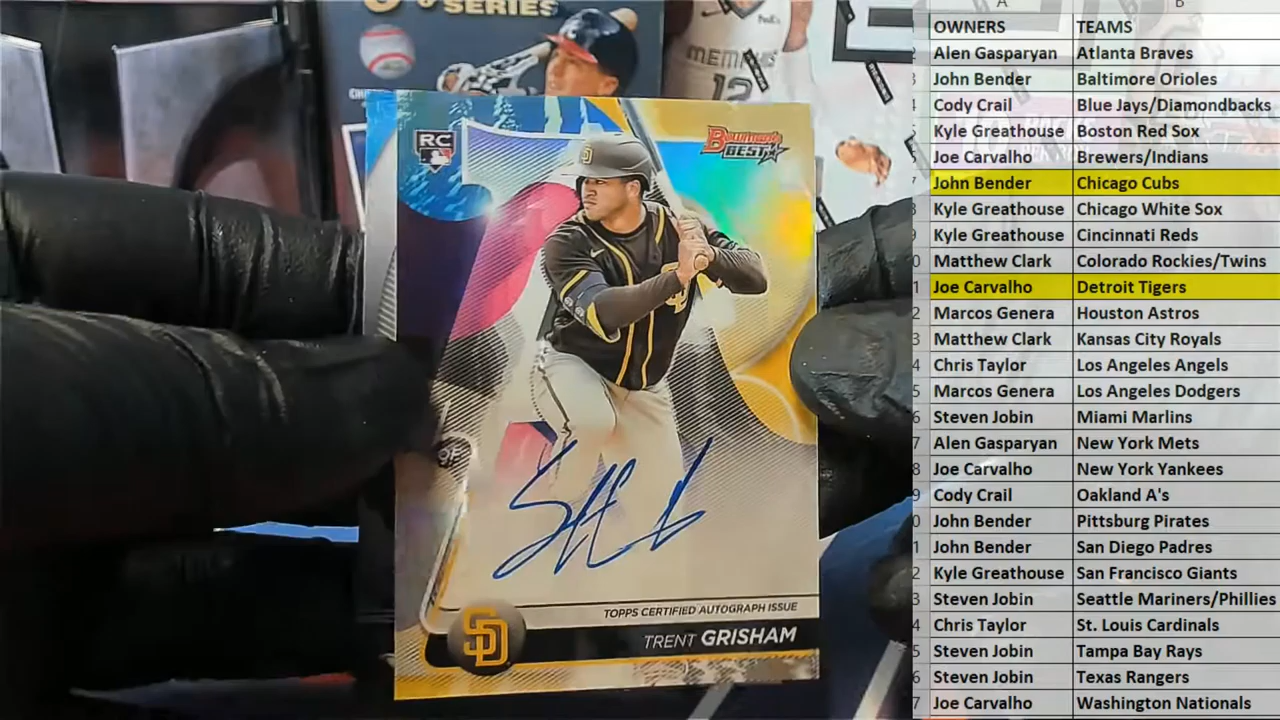 SERIES
MEMPHIS
12
FedEx
RC
Bowman's
BEST
SD
TOPPS CERTIFIED AUTOGRAPH ISSUE
TRENT GRISHAM
A B
OWNERS TEAMS
Alen Gasparyan Atlanta Braves
John Bender Baltimore Orioles
Cody Crail Blue Jays/Diamondbacks
Kyle Greathouse Boston Red Sox
Joe Carvalho Brewers/Indians
John Bender Chicago Cubs
Kyle Greathouse Chicago White Sox
Kyle Greathouse Cincinnati Reds
Matthew Clark Colorado Rockies/Twins
Joe Carvalho Detroit Tigers
Marcos Genera Houston Astros
Matthew Clark Kansas City Royals
Chris Taylor Los Angeles Angels
Marcos Genera Los Angeles Dodgers
Steven Jobin Miami Marlins
Alen Gasparyan New York Mets
Joe Carvalho New York Yankees
Cody Crail Oakland A's
John Bender Pittsburg Pirates
John Bender San Diego Padres
Kyle Greathouse San Francisco Giants
Steven Jobin Seattle Mariners/Phillies
Chris Taylor St. Louis Cardinals
Steven Jobin Tampa Bay Rays
Steven Jobin Texas Rangers
Joe Carvalho Washington Nationals